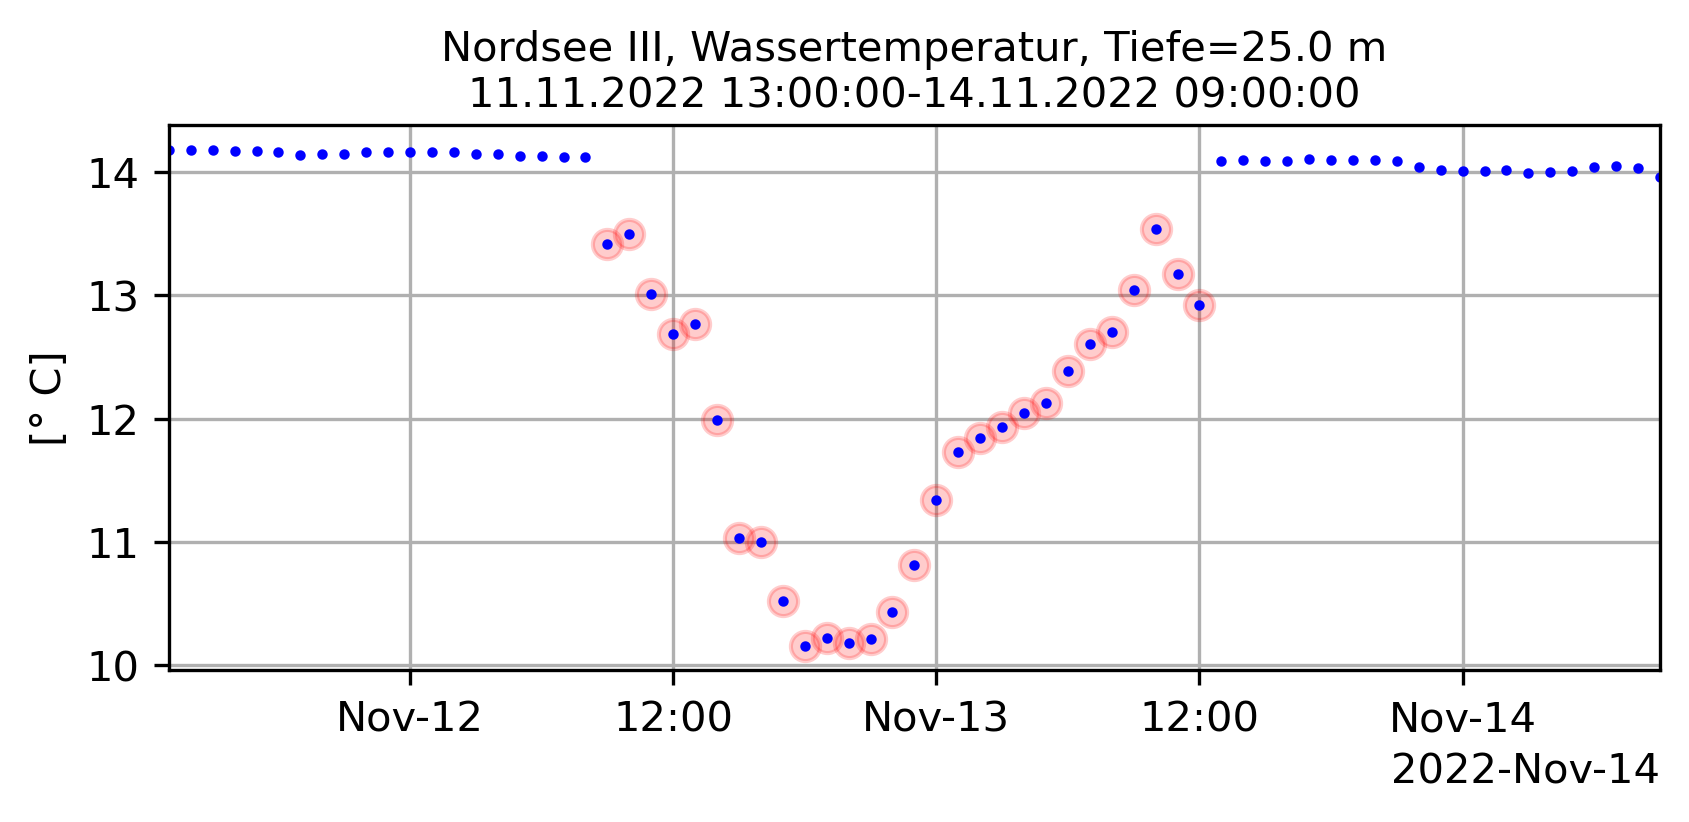 Nordsee III, Wassertemperatur, Tiefe=25.0 m
11.11.2022 13:00:00-14.11.2022 09:00:00
14
13
12
11
10
[° C]
Nov-12 12:00 Nov-13 12:00 Nov-14
2022-Nov-14